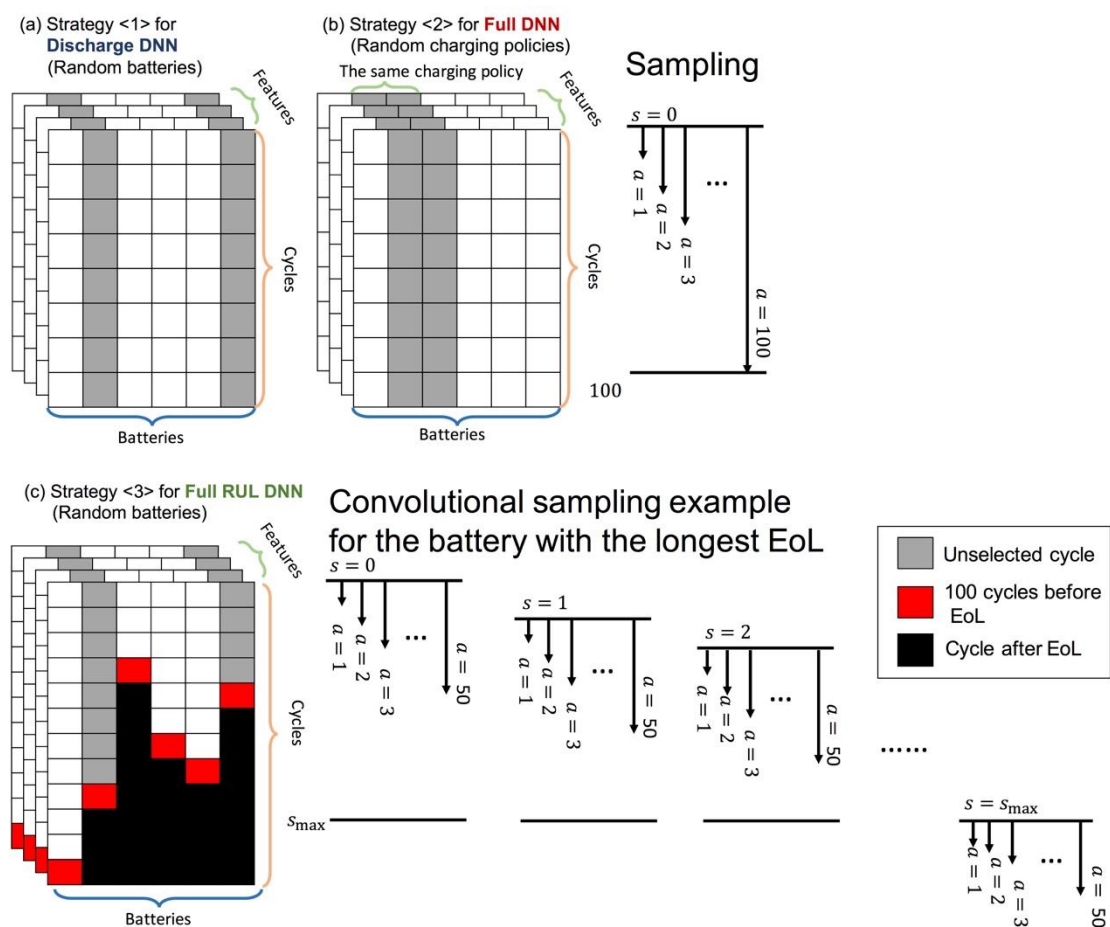 (a) Strategy <1> for
Discharge DNN
(Random batteries)
Features
Cycles
Batteries
(b) Strategy <2> for Full DNN
(Random charging policies)
The same charging policy
Features
Cycles
Batteries
Sampling
s = 0
a = 1
a = 2
a = 3
...
a = 100
100
(c) Strategy <3> for Full RUL DNN
(Random batteries)
Features
Cycles
Batteries
Convolutional sampling example
for the battery with the longest EoL
s = 0
a = 1
a = 2
a = 3
...
a = 50
s = 1
a = 1
a = 2
a = 3
...
a = 50
s = 2
a = 1
a = 2
a = 3
...
a = 50
......
smax
s = smax
a = 1
a = 2
a = 3
...
a = 50
Unselected cycle
100 cycles before
EoL
Cycle after EoL